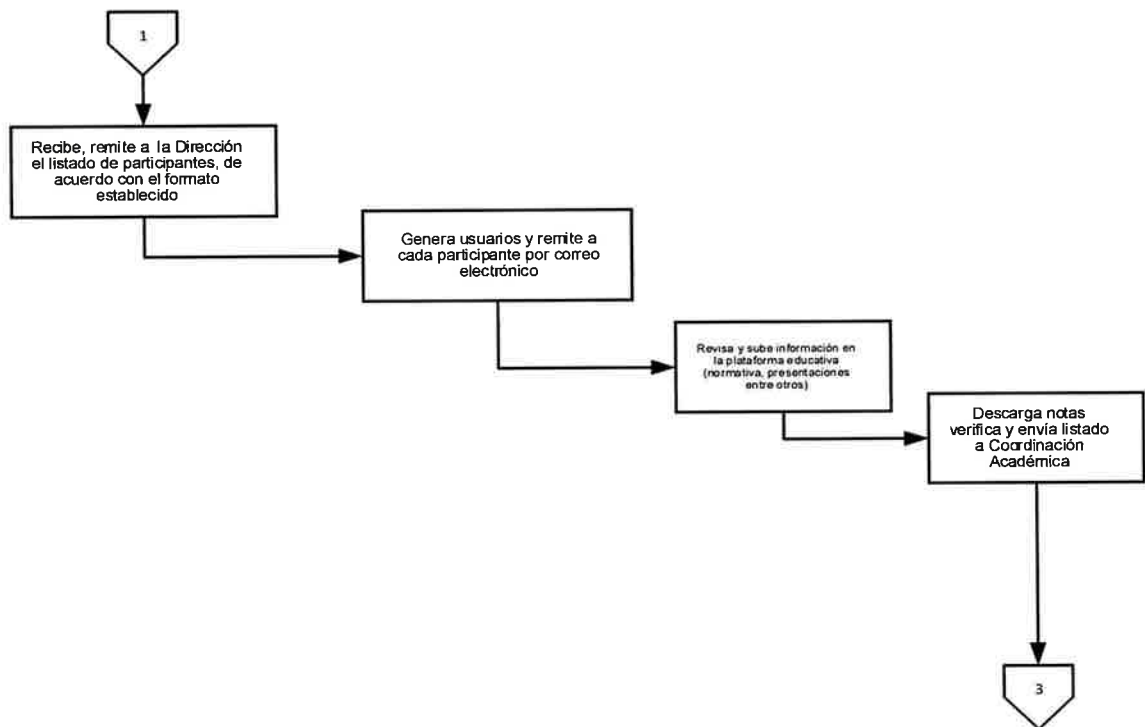 1
Recibe, remite a la Dirección
el listado de participantes, de
acuerdo con el formato
establecido
Genera usuarios y remite a
cada participante por correo
electrónico
Revisa y sube información en
la plataforma educativa
(normativa, presentaciones
entre otros)
Descarga notas
verifica y envía listado
a Coordinación
Académica
3